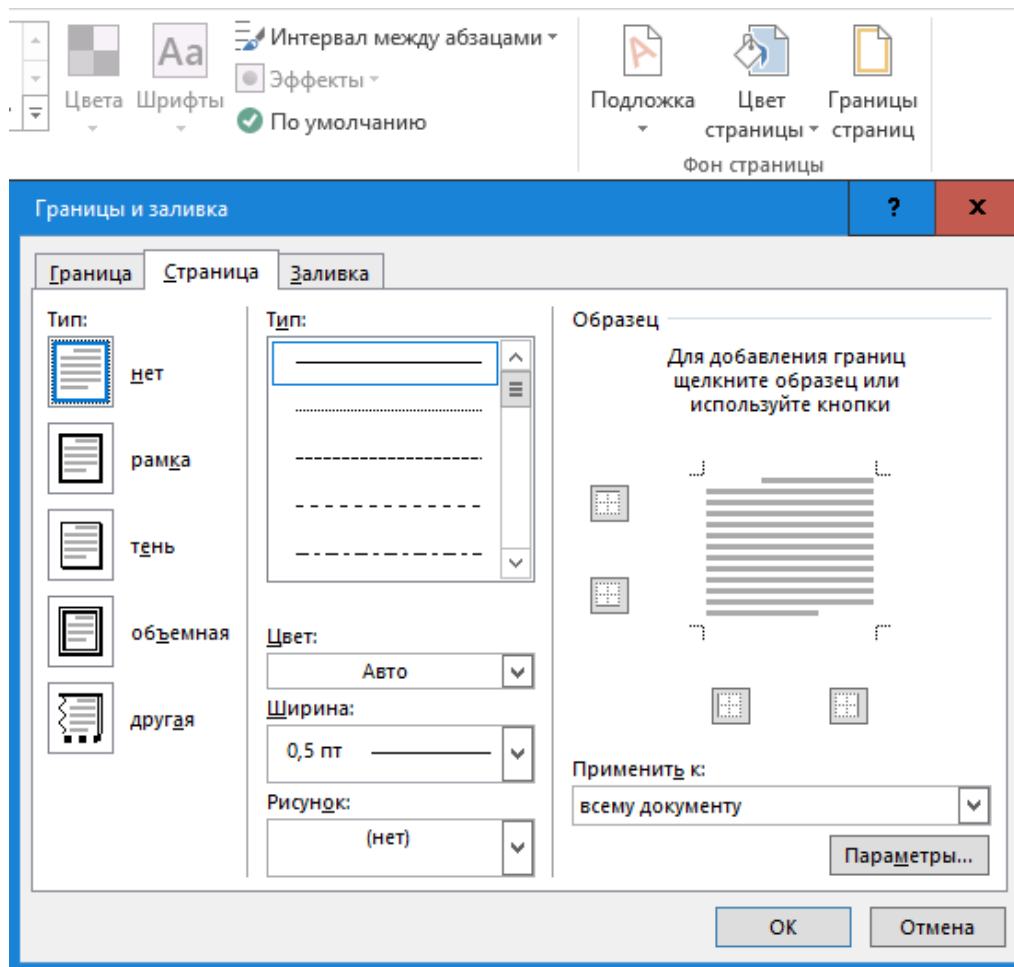 Цвета
Шрифты
Aa
Интервал между абзацами
Эффекты
По умолчанию
Подложка
Цвет
страницы
Границы
страниц
Фон страницы
Границы и заливка
?
x
Граница
Страница
Заливка
Тип:
нет
рамка
тень
объемная
другая
Тип:
Цвет:
Авто
Ширина:
0,5 пт
Рисунок:
(нет)
Образец
Для добавления границ
щелкните образец или
используйте кнопки
Применить к:
всему документу
Параметры...
ОК
Отмена